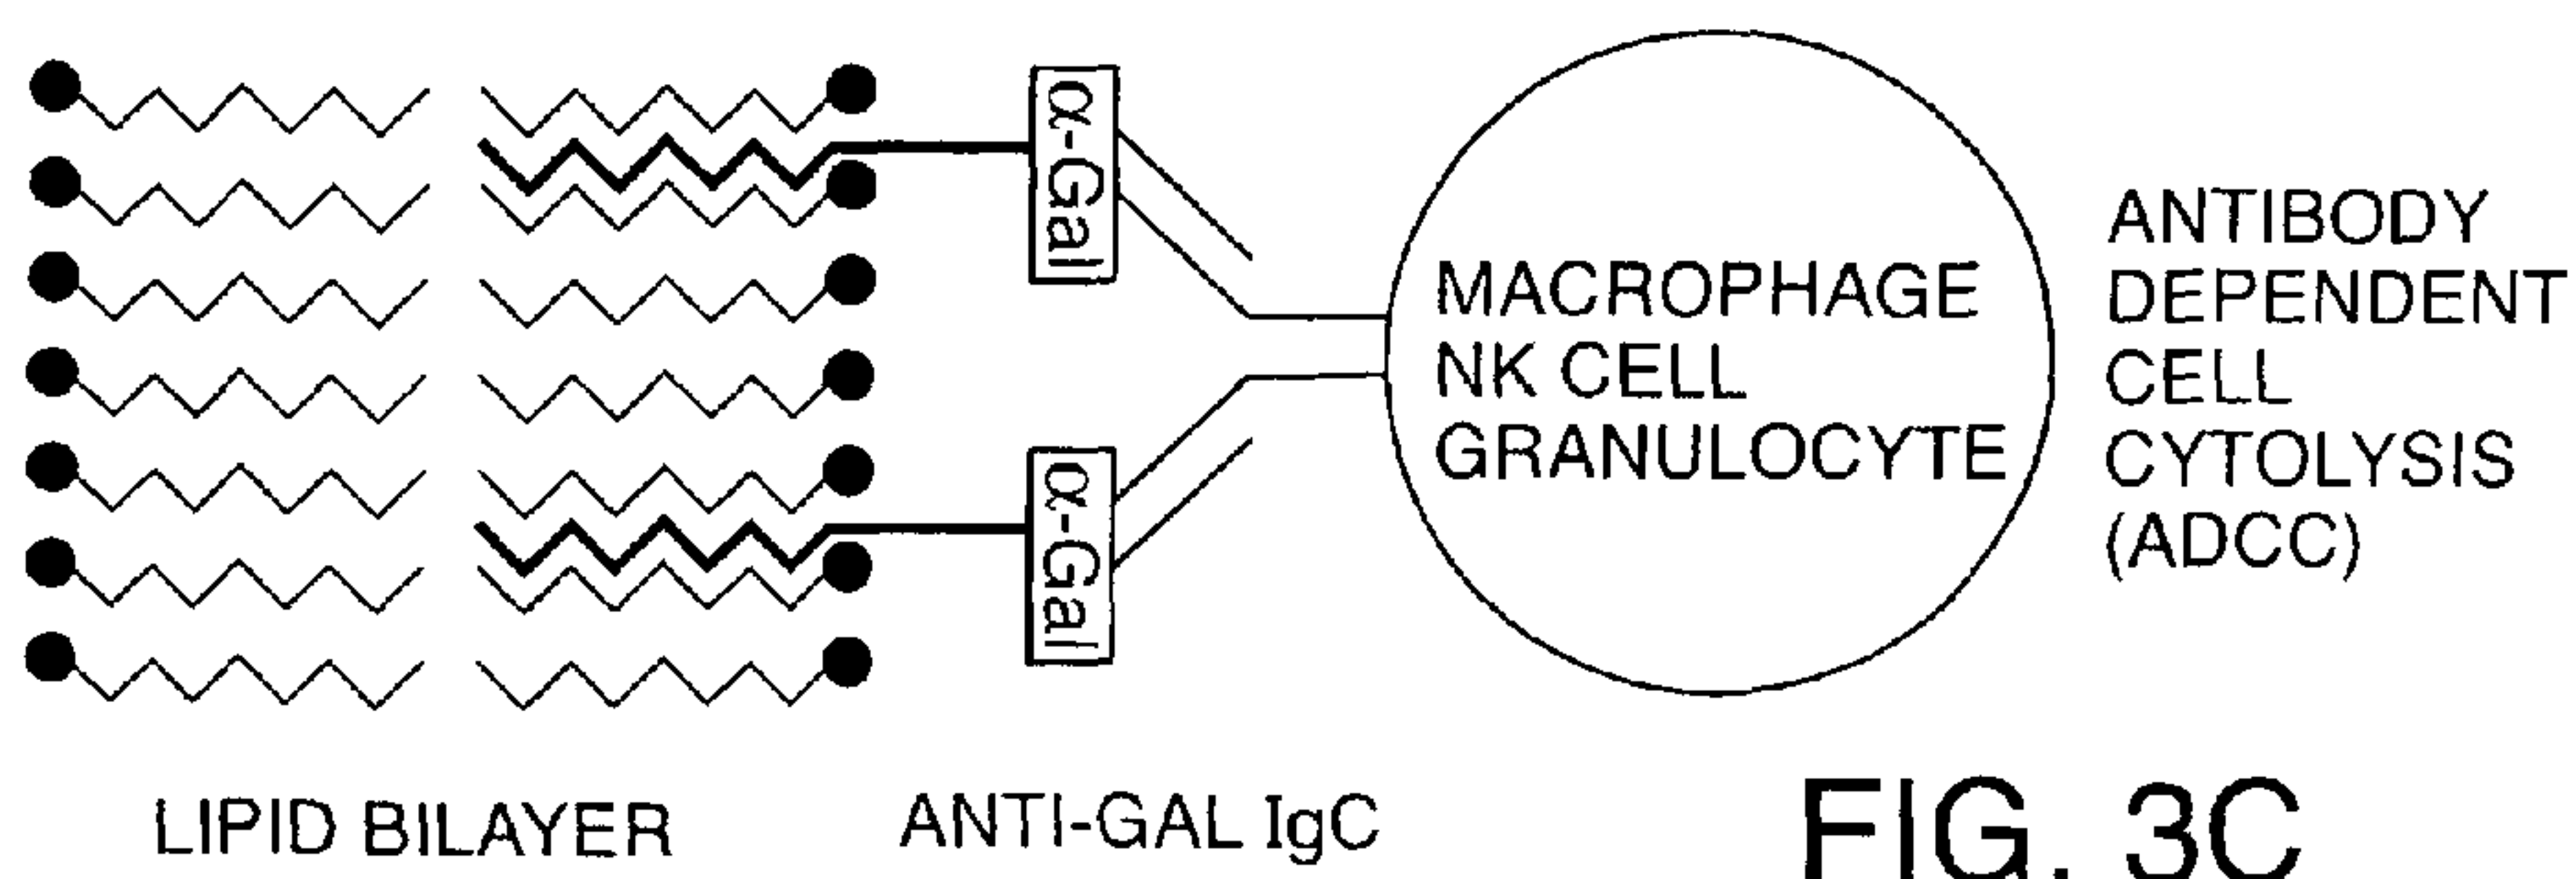 α-Gal
α-Gal
MACROPHAGE
NK CELL
GRANULOCYTE
ANTIBODY
DEPENDENT
CELL
CYTOLYSIS
(ADCC)
LIPID BILAYER
ANTI-GAL IgC
FIG. 3C